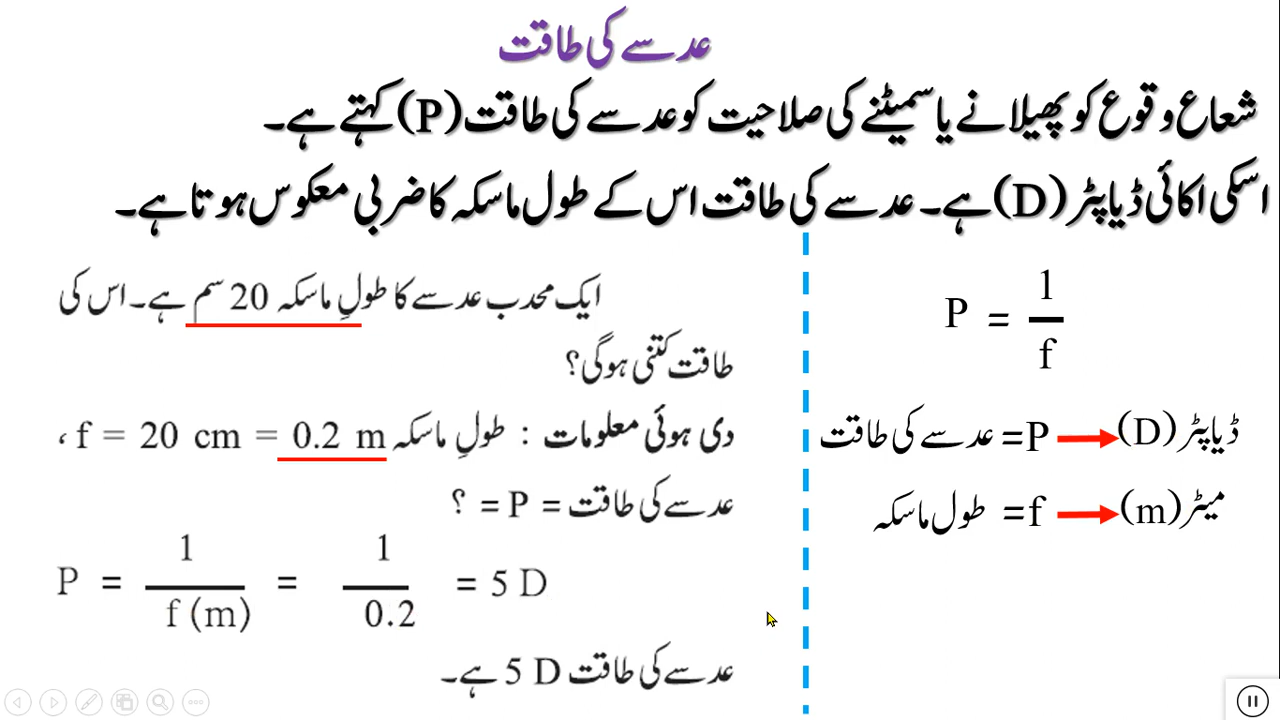 عدسے کی طاقت
شعاع وقوع کو پھیلانے یا سمیٹنے کی صلاحیت کو عدسے کی طاقت (P) کہتے ہے۔
اسکی اکائی ڈیاپٹر (D) ہے۔ عدسے کی طاقت اس کے طول ماسکہ کا ضربی معکوس ہوتا ہے۔
P = 1/f
ڈیاپٹر (D) P = عدسے کی طاقت
میٹر (m) f = طول ماسکہ
ایک محدب عدسے کا طولِ ماسکہ 20 سم ہے۔ اس کی
طاقت کتنی ہوگی؟
دی ہوئی معلومات : طولِ ماسکہ f = 20 cm = 0.2 m ،
عدسے کی طاقت = P = ؟
P = 1/f (m) = 1/0.2 = 5 D
عدسے کی طاقت 5 D ہے۔